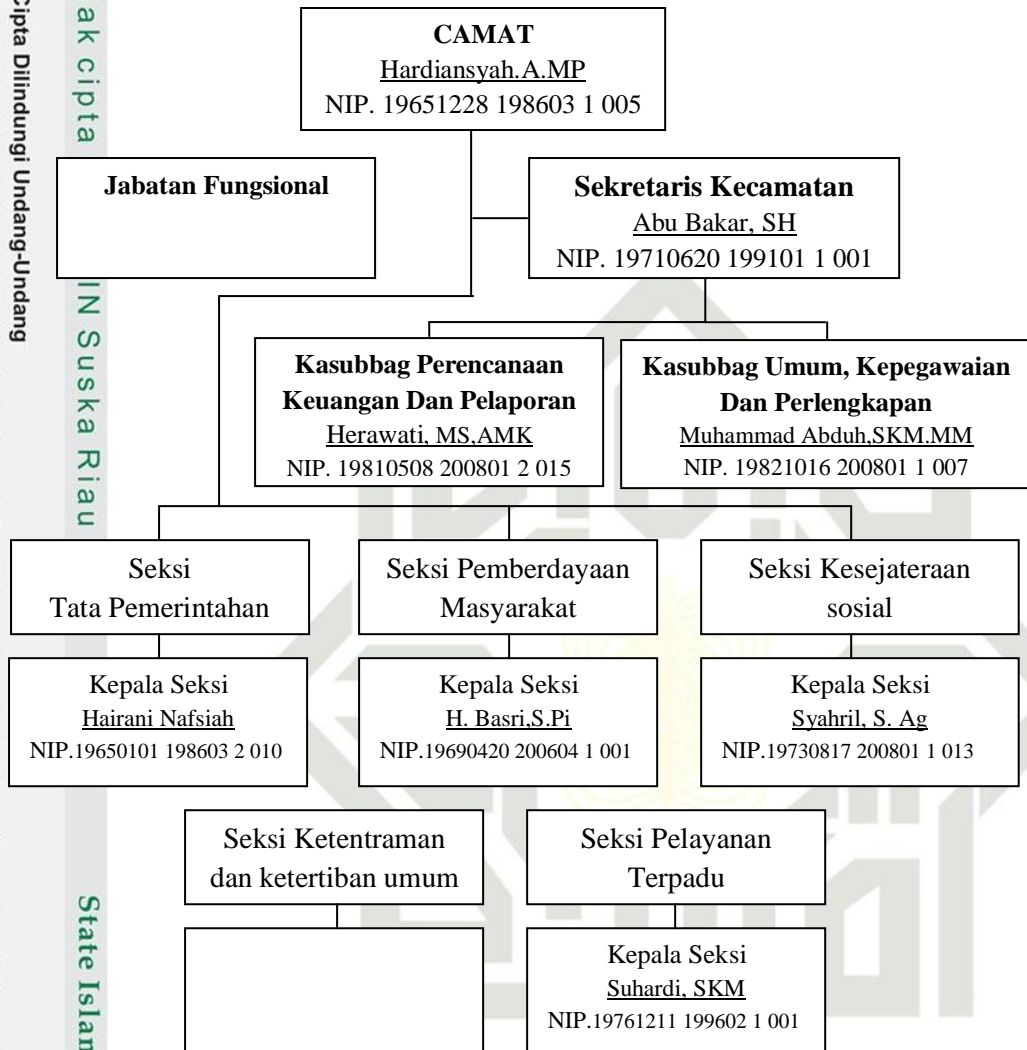 CAMAT
Hardiansyah.A.MP
NIP. 19651228 198603 1 005
Jabatan Fungsional
Sekretaris Kecamatan
Abu Bakar, SH
NIP. 19710620 199101 1 001
Kasubbag Perencanaan
Keuangan Dan Pelaporan
Herawati, MS,AMK
NIP. 19810508 200801 2 015
Kasubbag Umum, Kepegawaian
Dan Perlengkapan
Muhammad Abduh,SKM.MM
NIP. 19821016 200801 1 007
Seksi
Tata Pemerintahan
Seksi Pemberdayaan
Masyarakat
Seksi Kesejateraan
sosial
Kepala Seksi
Hairani Nafsiah
NIP.19650101 198603 2 010
Kepala Seksi
H. Basri,S.Pi
NIP.19690420 200604 1 001
Kepala Seksi
Syahril, S. Ag
NIP.19730817 200801 1 013
Seksi Ketentraman
dan ketertiban umum
Seksi Pelayanan
Terpadu
Kepala Seksi
Suhardi, SKM
NIP.19761211 199602 1 001
Cipta Dilindungi Undang-Undang
ak cipta
IN Suska Riau
State Islam